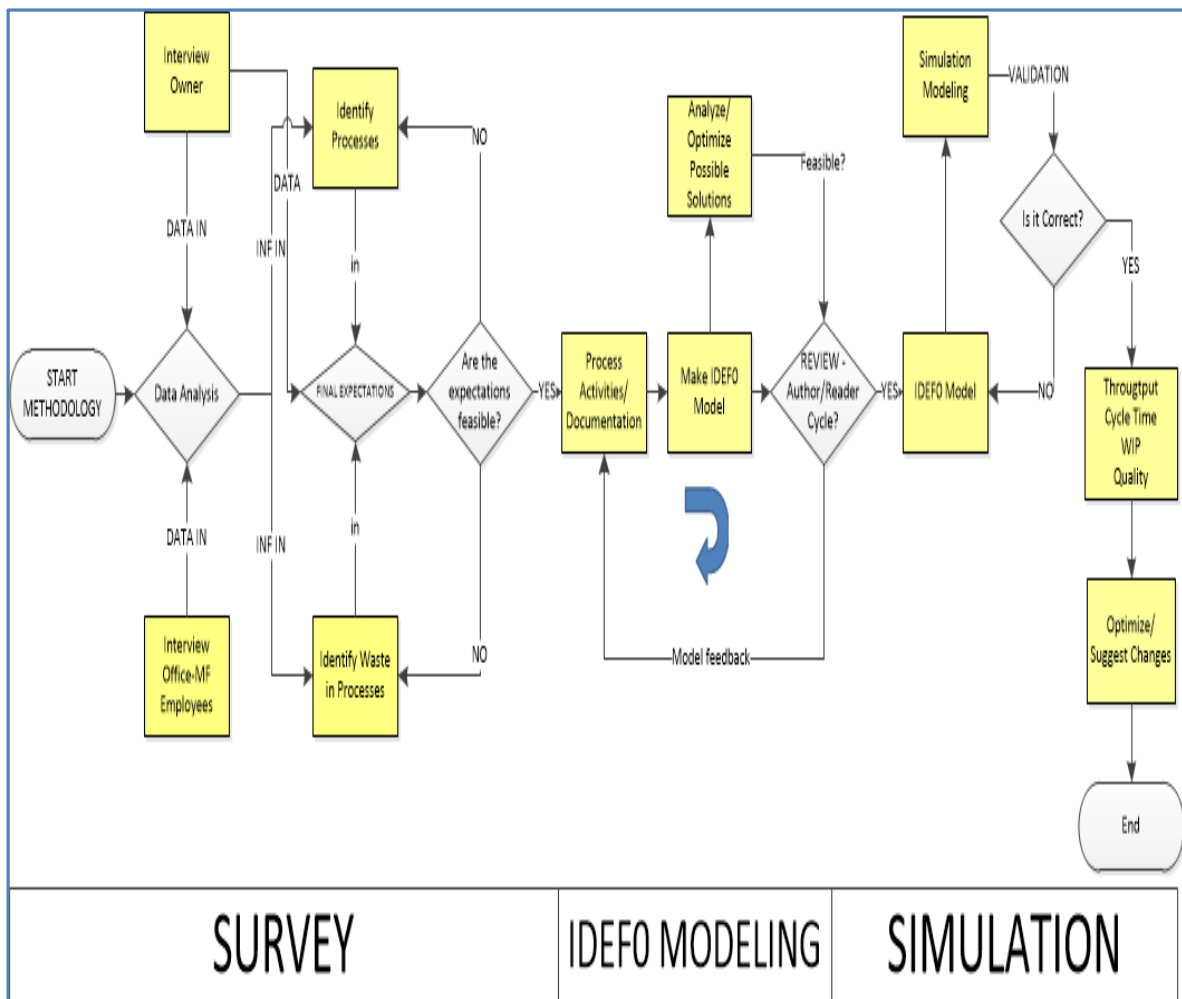 Interview
Owner
DATA IN
START
METHODOLOGY
Data Analysis
DATA IN
Interview
Office-MF
Employees
INF IN
INF IN
DATA
Identify
Processes
in
FINAL EXPECTATIONS
in
Identify Waste
in Processes
NO
Are the
expectations
feasible?
NO
YES
Process
Activities/
Documentation
Make IDEF0
Model
Analyze/
Optimize
Possible
Solutions
Feasible?
REVIEW -
Author/Reader
Cycle?
Model feedback
YES
IDEF0 Model
Simulation
Modeling
VALIDATION
Is it Correct?
NO
YES
Througtput
Cycle Time
WIP
Quality
Optimize/
Suggest Changes
End
SURVEY
IDEF0 MODELING
SIMULATION